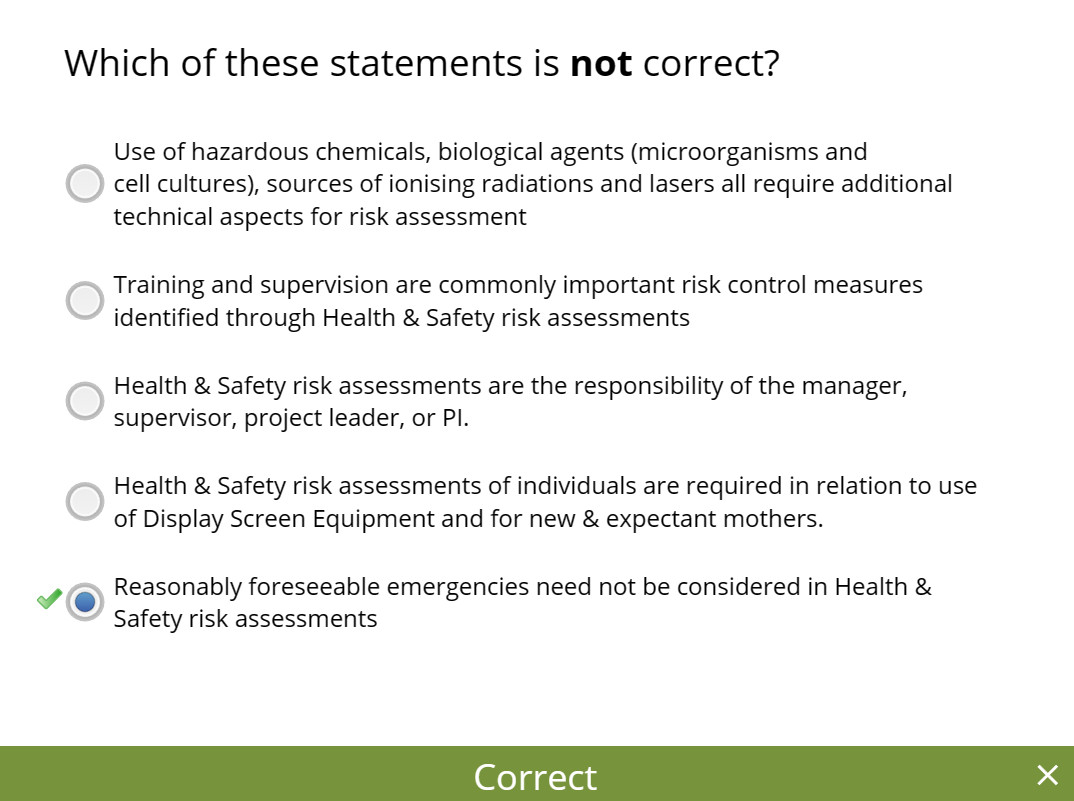 Which of these statements is not correct?
Use of hazardous chemicals, biological agents (microorganisms and
cell cultures), sources of ionising radiations and lasers all require additional
technical aspects for risk assessment
Training and supervision are commonly important risk control measures
identified through Health & Safety risk assessments
Health & Safety risk assessments are the responsibility of the manager,
supervisor, project leader, or PI.
Health & Safety risk assessments of individuals are required in relation to use
of Display Screen Equipment and for new & expectant mothers.
Reasonably foreseeable emergencies need not be considered in Health &
Safety risk assessments
Correct